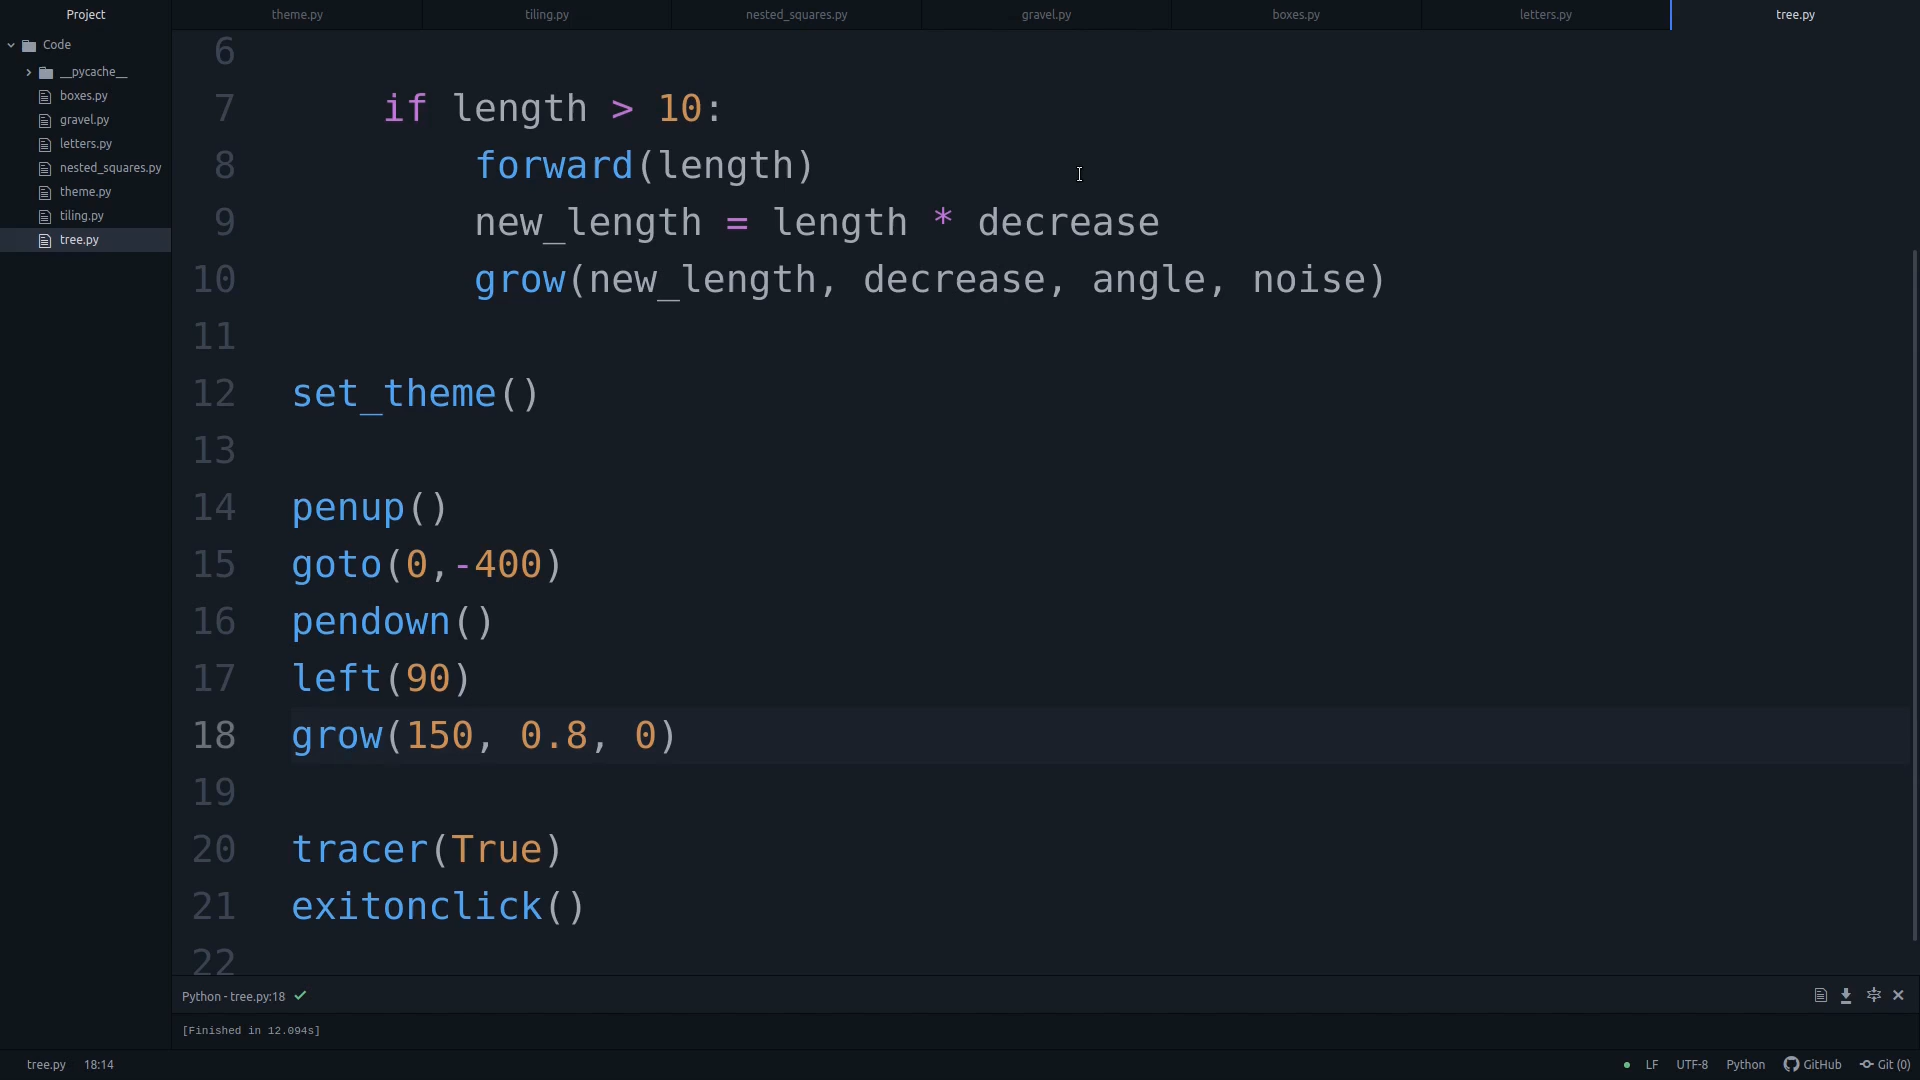 Project
theme.py
tiling.py
nested_squares.py
gravel.py
boxes.py
letters.py
tree.py
Code
__pycache__
boxes.py
gravel.py
letters.py
nested_squares.py
theme.py
tiling.py
tree.py
6
7 if length > 10:
8 forward(length)
9 new_length = length * decrease
10 grow(new_length, decrease, angle, noise)
11
12 set_theme()
13
14 penup()
15 goto(0,-400)
16 pendown()
17 left(90)
18 grow(150, 0.8, 0)
19
20 tracer(True)
21 exitonclick()
22
Python - tree.py:18
[Finished in 12.094s]
tree.py 18:14
LF UTF-8 Python GitHub Git (0)